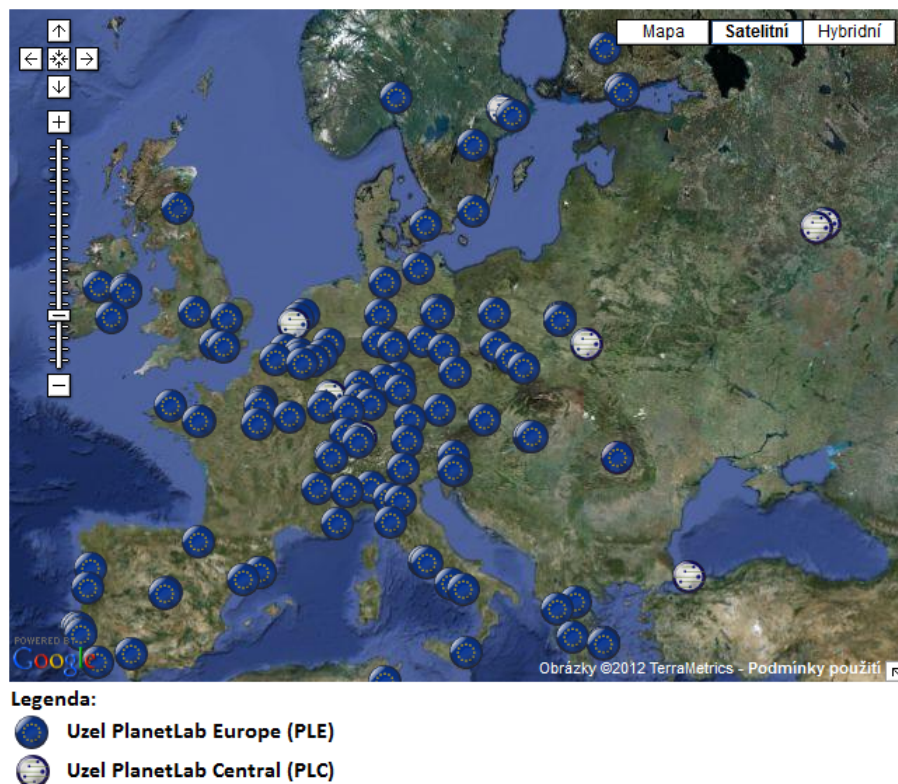 Mapa Satelitní Hybridní
POWERED BY
Google
Obrázky ©2012 TerraMetrics - Podmínky použití
Legenda:
Uzel PlanetLab Europe (PLE)
Uzel PlanetLab Central (PLC)